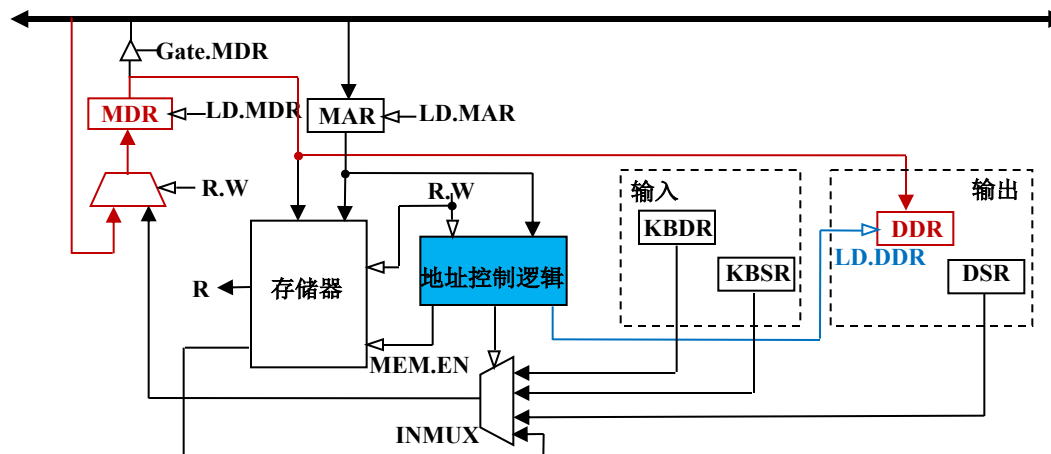 Gate.MDR
MDR
LD.MDR
MAR
LD.MAR
R.W
R.W
输入
输出
KBDR
DDR
LD.DDR
KBSR
DSR
存储器
地址控制逻辑
R
MEM.EN
INMUX